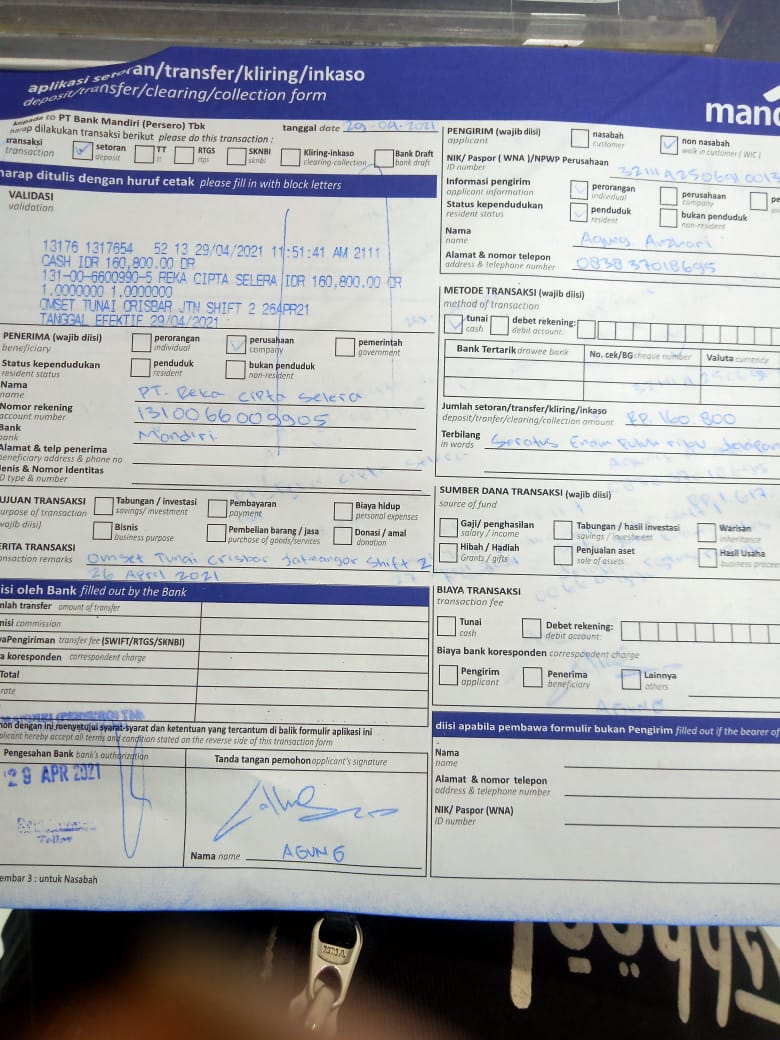 aplikasi setoran/transfer/kliring/inkaso
deposit/transfer/clearing/collection form
kepada to PT Bank Mandiri (Persero) Tbk
tanggal date 29-04-2021
harap dilakukan transaksi berikut please do this transaction :
transaksi
transaction
setoran
deposit
TT
tt
RTGS
rtgs
SKNBI
sknbi
Kliring-inkaso
clearing-collection
Bank Draft
bank draft
harap ditulis dengan huruf cetak please fill in with block letters
VALIDASI
validation
13176 1317654 52 13 29/04/2021 11:51:41 AM 2111
CASH IDR 160,800.00 DR
131-00-6600990-5 REKA CIPTA SELERA IDR 160,800.00 CR
1.0000000 1.0000000
OMSET TUNAI CRISBAR JTN SHIFT 2 26APR21
TANGGAL EFEKTIF 29/04/2021
PENERIMA (wajib diisi)
beneficiary
perorangan
individual
perusahaan
company
pemerintah
government
Status kependudukan
resident status
penduduk
resident
bukan penduduk
non-resident
Nama
name
PT. Reka Cipta Selera
Nomor rekening
account number
1310066009905
Bank
bank
Mandiri
Alamat & telp penerima
beneficiary address & phone no
Jenis & Nomor Identitas
ID type & number
TUJUAN TRANSAKSI
purpose of transaction
(wajib diisi)
Tabungan / investasi
savings/investment
Pembayaran
payment
Biaya hidup
personal expenses
Bisnis
business purpose
Pembelian barang / jasa
purchase of goods/services
Donasi / amal
donation
BERITA TRANSAKSI
transaction remarks
Omset Tunai Crisbar Jatinangor Shift 2
26 April 2021
diisi oleh Bank filled out by the Bank
Jumlah transfer amount of transfer
commission
transfer fee (SWIFT/RTGS/SKNBI)
koresponden correspondent charge
Total
rate
dengan ini menyetujui syarat-syarat dan ketentuan yang tercantum di balik formulir aplikasi ini
applicant hereby accept all terms and condition stated on the reverse side of this transaction form
Pengesahan Bank bank's authorization
29 APR 2021
Teller
Tanda tangan pemohon applicant's signature
Nama name AGUNG
Lembar 3 : untuk Nasabah
mand
PENGIRIM (wajib diisi)
applicant
nasabah
customer
non nasabah
walk in customer (WIC)
NIK/ Paspor ( WNA )/NPWP Perusahaan
ID number
Informasi pengirim
applicant information
perorangan
individual
perusahaan
company
pe
Status kependudukan
resident status
penduduk
resident
bukan penduduk
non-resident
Nama
name
Agung
Alamat & nomor telepon
address & telephone number
083837018695
METODE TRANSAKSI (wajib diisi)
method of transaction
tunai
cash
debet rekening:
debit account:
Bank Tertarik drawee bank
No. cek/BG cheque number
Valuta currency
Jumlah setoran/transfer/kliring/inkaso
deposit/tranfer/clearing/collection amount
RP. 160.800
Terbilang
in words
Seratus Enam puluh ribu
SUMBER DANA TRANSAKSI (wajib diisi)
source of fund
Gaji/ penghasilan
salary / income
Tabungan / hasil investasi
savings / investment
Warisan
inheritance
Hibah / Hadiah
Grants / gifts
Penjualan aset
sale of assets
Hasil Usaha
business procee
BIAYA TRANSAKSI
transaction fee
Tunai
cash
Debet rekening:
debit account:
Biaya bank koresponden correspondent charge
Pengirim
applicant
Penerima
beneficiary
Lainnya
others
diisi apabila pembawa formulir bukan Pengirim filled out if the bearer of
Nama
name
Alamat & nomor telepon
address & telephone number
NIK/ Paspor (WNA)
ID number